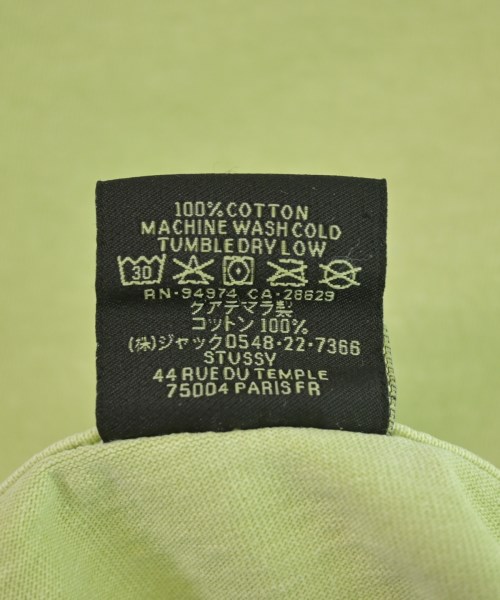 100% COTTON
MACHINE WASH COLD
TUMBLE DRY LOW
30
RN-94974 CA-28629
クアテマラ製
コットン 100%
(株)ジャック0548-22-7366
STUSSY
44 RUE DU TEMPLE
75004 PARIS FR